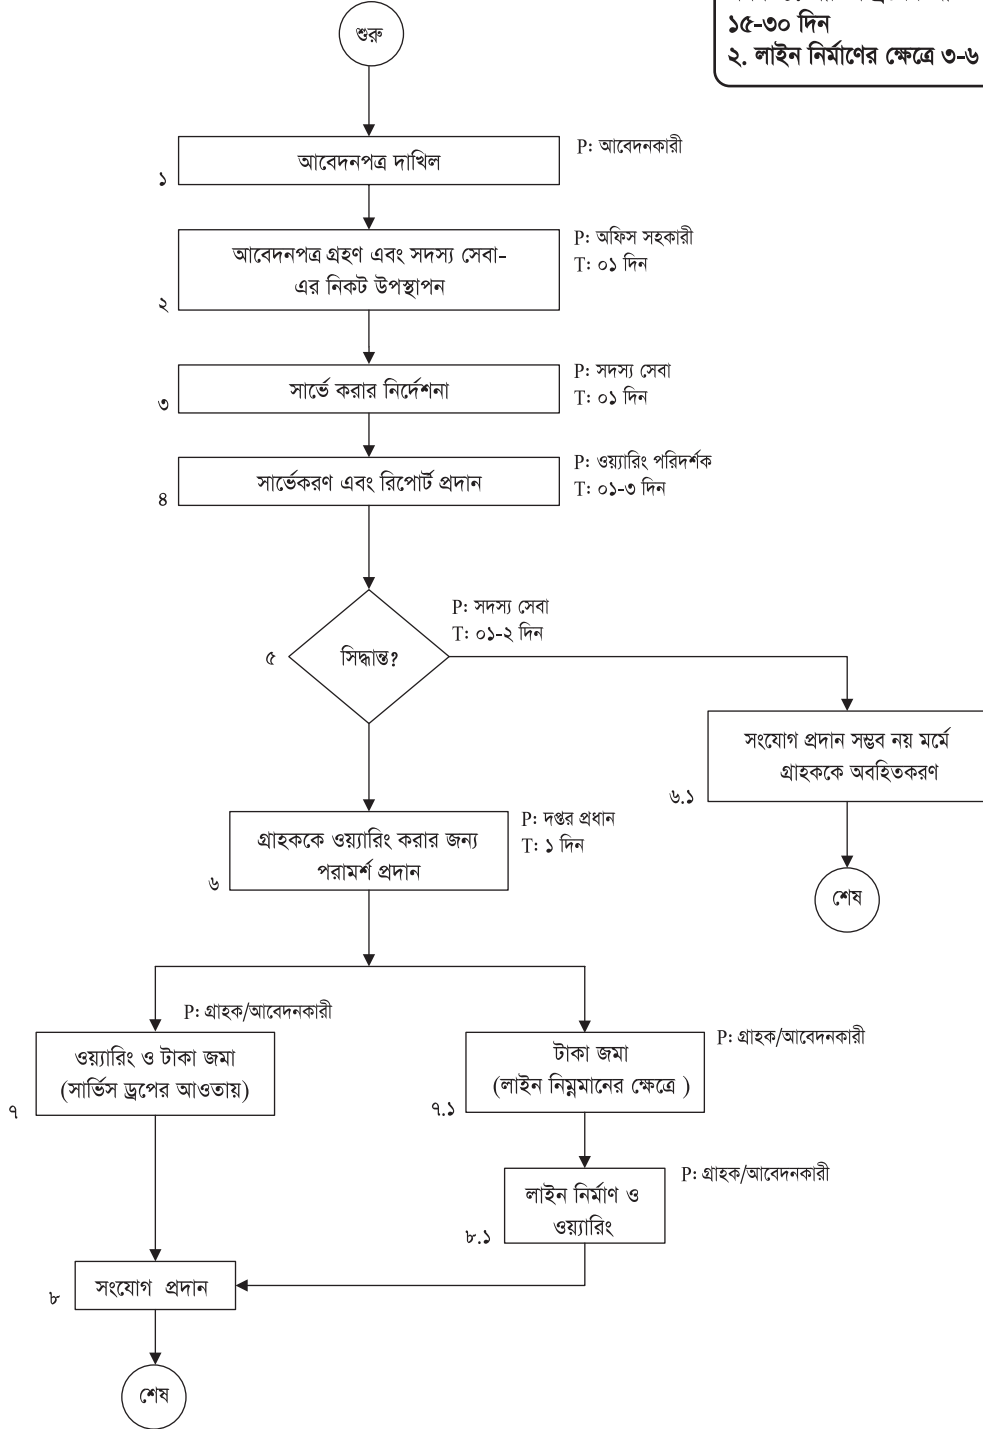 ১৫-৩০ দিন
২. লাইন নির্মাণের ক্ষেত্রে ৩-৬
শুরু
P: আবেদনকারী
আবেদনপত্র দাখিল
১
P: অফিস সহকারী
T: ০১ দিন
আবেদনপত্র গ্রহণ এবং সদস্য সেবা-
এর নিকট উপস্থাপন
২
P: সদস্য সেবা
T: ০১ দিন
সার্ভে করার নির্দেশনা
৩
P: ওয়্যারিং পরিদর্শক
T: ০১-৩ দিন
সার্ভেকরণ এবং রিপোর্ট প্রদান
৪
P: সদস্য সেবা
T: ০১-২ দিন
৫
সিদ্ধান্ত?
সংযোগ প্রদান সম্ভব নয় মর্মে
গ্রাহককে অবহিতকরণ
৬.১
P: দপ্তর প্রধান
T: ১ দিন
গ্রাহককে ওয়্যারিং করার জন্য
পরামর্শ প্রদান
৬
শেষ
P: গ্রাহক/আবেদনকারী
ওয়্যারিং ও টাকা জমা
(সার্ভিস ড্রপের আওতায়)
৭
P: গ্রাহক/আবেদনকারী
টাকা জমা
(লাইন নিম্নমানের ক্ষেত্রে )
৭.১
P: গ্রাহক/আবেদনকারী
লাইন নির্মাণ ও
ওয়্যারিং
৮.১
সংযোগ প্রদান
৮
শেষ